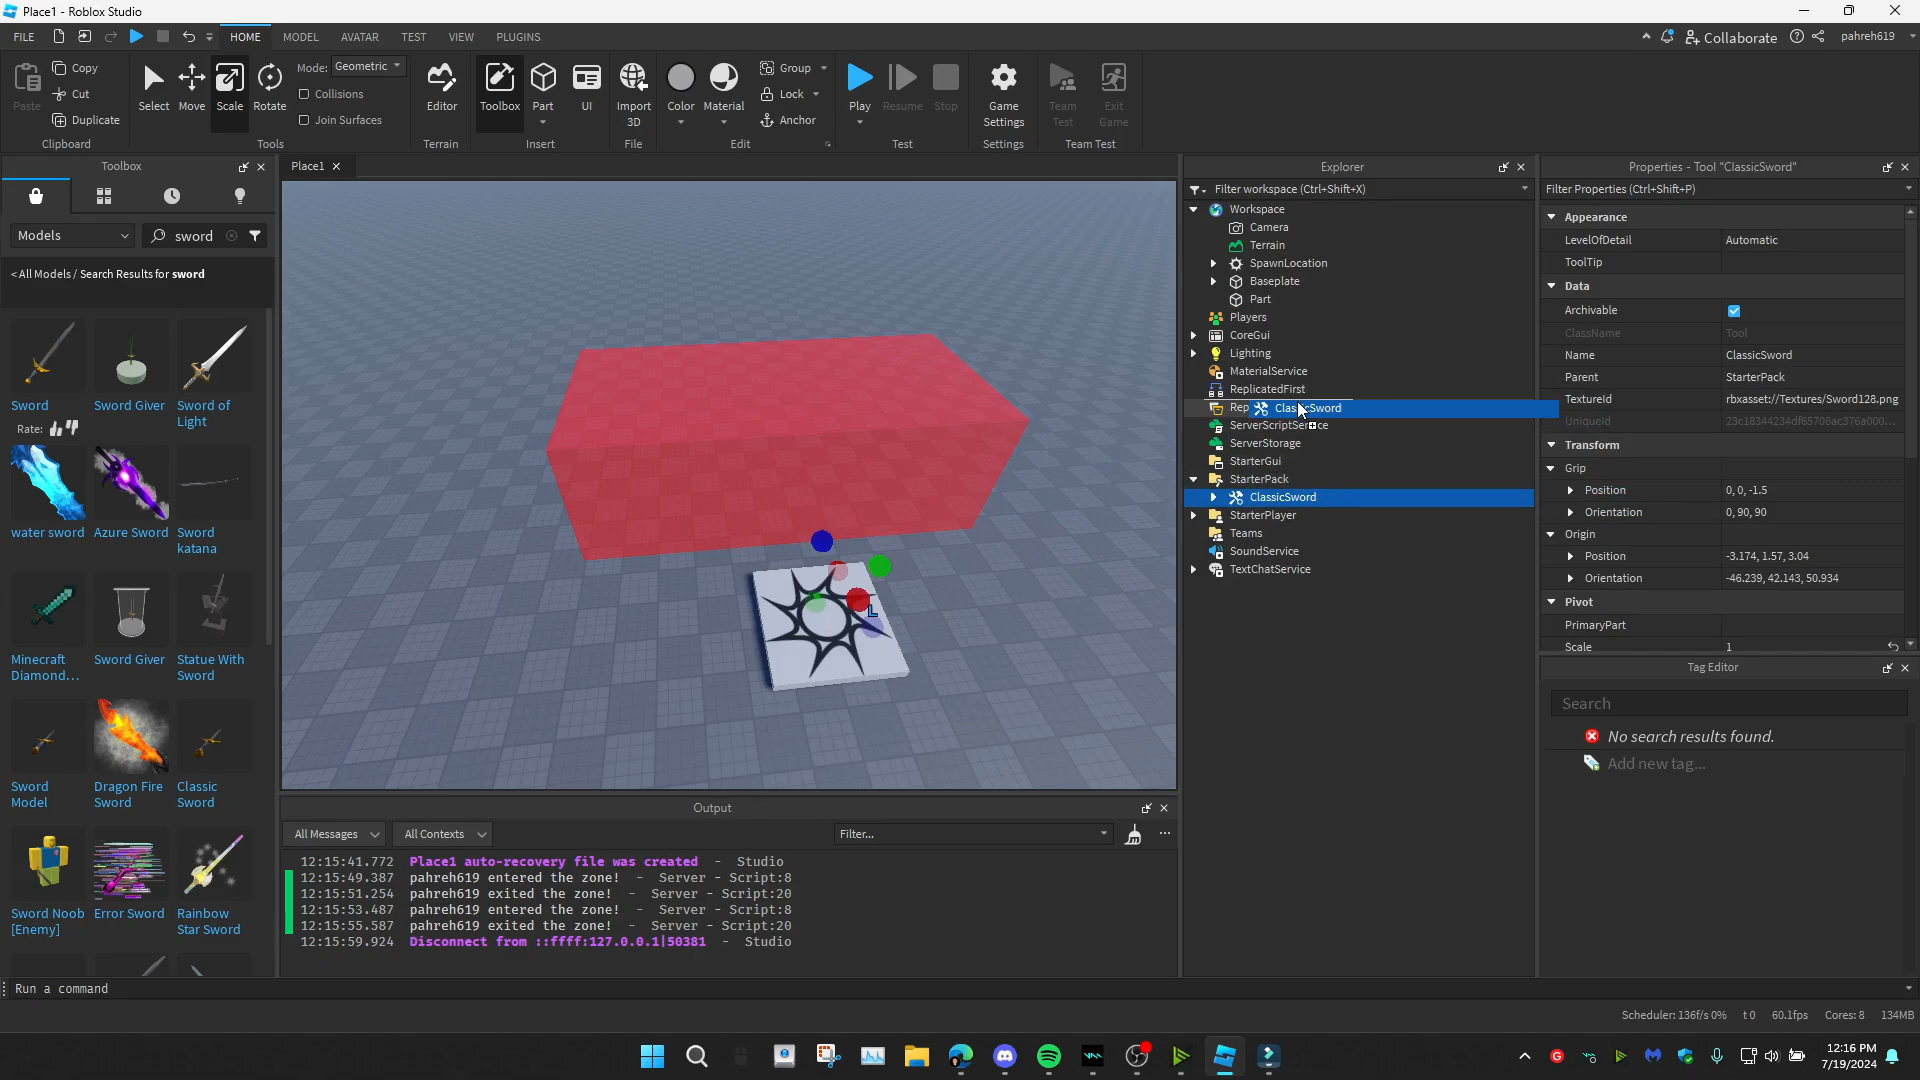 Place1 - Roblox Studio
FILE
HOME
MODEL
AVATAR
TEST
VIEW
PLUGINS
Collaborate
pahreh619
Paste
Copy
Cut
Duplicate
Clipboard
Select
Move
Scale
Rotate
Mode: Geometric
Collisions
Join Surfaces
Tools
Editor
Terrain
Toolbox
Part
UI
Insert
Import
3D
File
Color
Material
Group
Lock
Anchor
Edit
Play
Resume
Stop
Test
Game
Settings
Settings
Team
Test
Exit
Game
Team Test
Toolbox
Models
sword
< All Models / Search Results for sword
Sword
Sword Giver
Sword of
Light
Rate:
water sword
Azure Sword
Sword
katana
Minecraft
Diamond...
Sword Giver
Statue With
Sword
Sword
Model
Dragon Fire
Sword
Classic
Sword
Sword Noob
[Enemy]
Error Sword
Rainbow
Star Sword
Place1
L
Output
All Messages
All Contexts
Filter...
12:15:41.772 Place1 auto-recovery file was created - Studio
12:15:49.387 pahreh619 entered the zone! - Server - Script:8
12:15:51.254 pahreh619 exited the zone! - Server - Script:20
12:15:53.487 pahreh619 entered the zone! - Server - Script:8
12:15:55.587 pahreh619 exited the zone! - Server - Script:20
12:15:59.924 Disconnect from ::ffff:127.0.0.1|50381 - Studio
Explorer
Filter workspace (Ctrl+Shift+X)
Workspace
Camera
Terrain
SpawnLocation
Baseplate
Part
Players
CoreGui
Lighting
MaterialService
ReplicatedFirst
Rep
ClassicSword
ServerScriptService
ServerStorage
StarterGui
StarterPack
ClassicSword
StarterPlayer
Teams
SoundService
TextChatService
Properties - Tool "ClassicSword"
Filter Properties (Ctrl+Shift+P)
Appearance
LevelOfDetail Automatic
ToolTip
Data
Archivable
ClassName Tool
Name ClassicSword
Parent StarterPack
TextureId rbxasset://Textures/Sword128.png
UniqueId 23c18344234df65706ac376a000...
Transform
Grip
Position 0, 0, -1.5
Orientation 0, 90, 90
Origin
Position -3.174, 1.57, 3.04
Orientation -46.239, 42.143, 50.934
Pivot
PrimaryPart
Scale 1
Tag Editor
Search
No search results found.
Add new tag...
Run a command
Scheduler: 136f/s 0% t 0 60.1fps Cores: 8 134MB
12:16 PM
7/19/2024